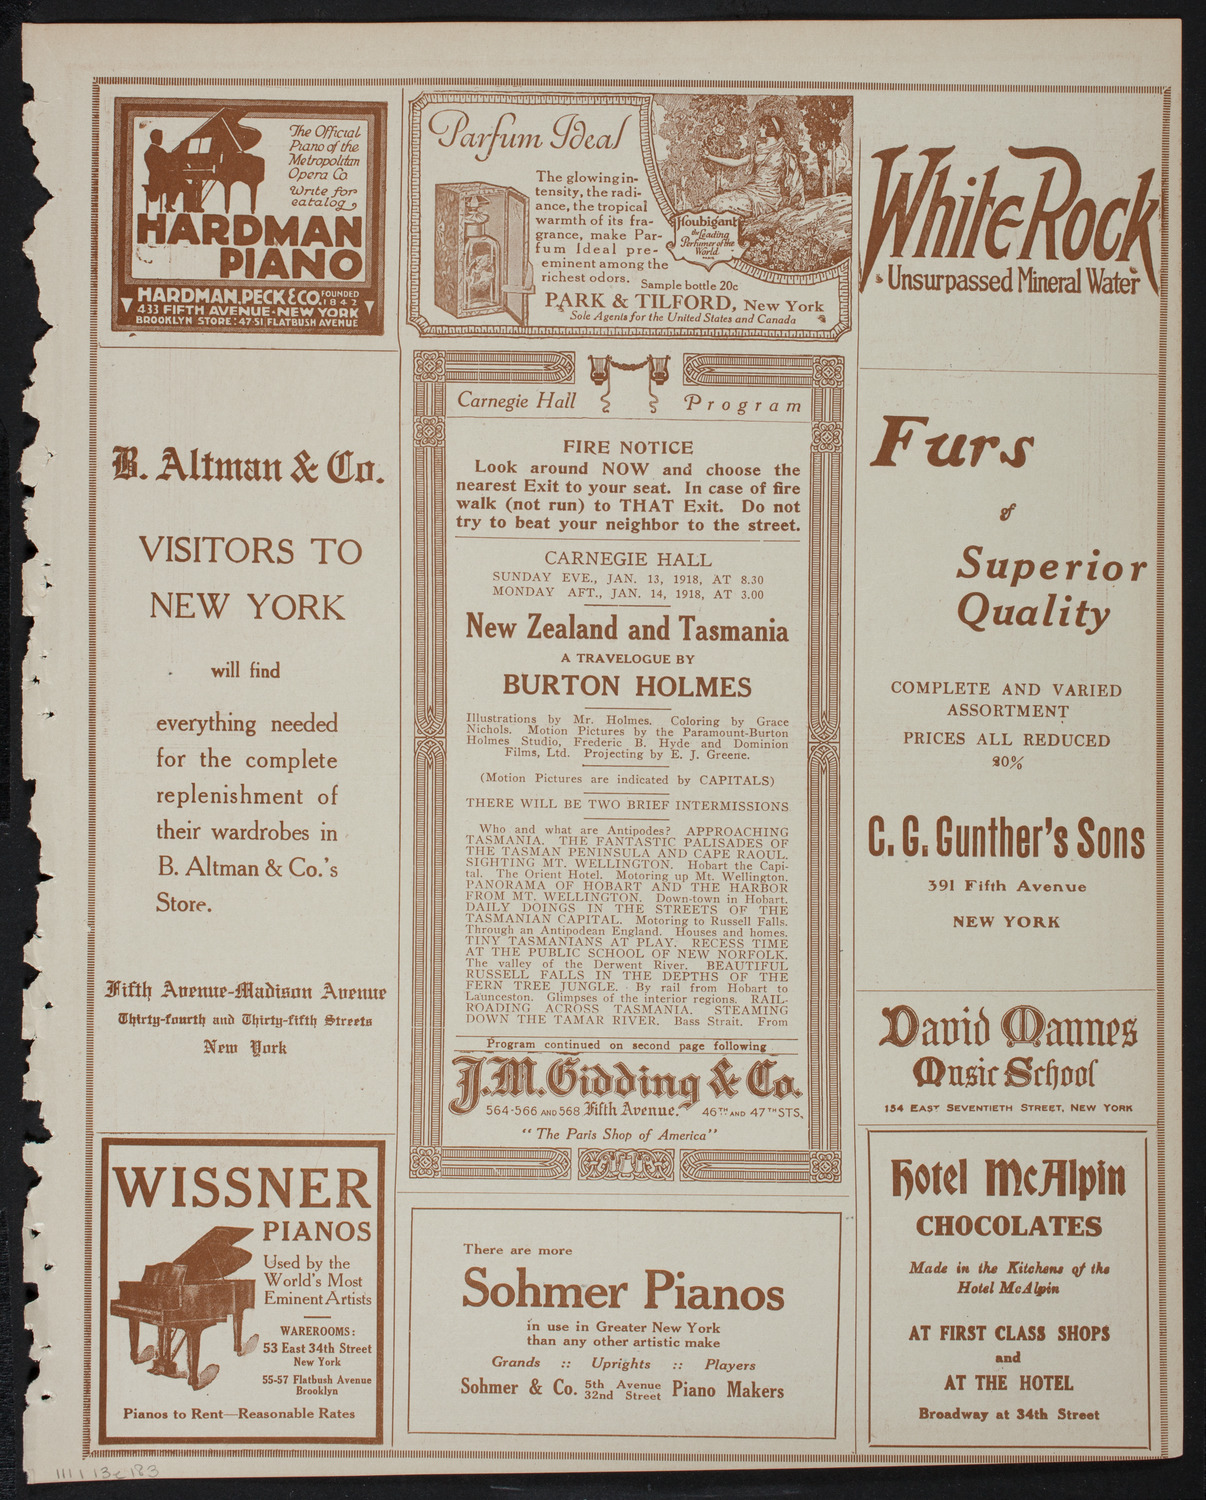 The Official
Piano of the
Metropolitan
Opera Co
Write for
catalog
HARDMAN
PIANO
HARDMAN, PECK & CO. FOUNDED 1842
433 FIFTH AVENUE - NEW YORK
BROOKLYN STORE: 47-51 FLATBUSH AVENUE
B. Altman & Co.
VISITORS TO
NEW YORK
will find
everything needed
for the complete
replenishment of
their wardrobes in
B. Altman & Co.'s
Store.
Fifth Avenue-Madison Avenue
Thirty-fourth and Thirty-fifth Streets
New York
WISSNER
PIANOS
Used by the
World's Most
Eminent Artists
WAREROOMS:
53 East 34th Street
New York
55-57 Flatbush Avenue
Brooklyn
Pianos to Rent—Reasonable Rates
Parfum Ideal
The glowing in-
tensity, the radi-
ance, the tropical
warmth of its fra-
grance, make Par-
fum Ideal pre-
eminent among the
richest odors.
Houbigant
the Leading
Perfumer of the
World
Sample bottle 20c
PARK & TILFORD, New York
Sole Agents for the United States and Canada
Carnegie Hall Program
FIRE NOTICE
Look around NOW and choose the
nearest Exit to your seat. In case of fire
walk (not run) to THAT Exit. Do not
try to beat your neighbor to the street.
CARNEGIE HALL
SUNDAY EVE., JAN. 13, 1918, AT 8.30
MONDAY AFT., JAN. 14, 1918, AT 3.00
New Zealand and Tasmania
A TRAVELOGUE BY
BURTON HOLMES
Illustrations by Mr. Holmes. Coloring by Grace
Nichols. Motion Pictures by the Paramount-Burton
Holmes Studio, Frederic B. Hyde and Dominion
Films, Ltd. Projecting by E. J. Greene.
(Motion Pictures are indicated by CAPITALS)
THERE WILL BE TWO BRIEF INTERMISSIONS
Who and what are Antipodes? APPROACHING
TASMANIA. THE FANTASTIC PALISADES OF
THE TASMAN PENINSULA AND CAPE RAOUL.
SIGHTING MT. WELLINGTON. Hobart the Capi-
tal. The Orient Hotel. Motoring up Mt. Wellington.
PANORAMA OF HOBART AND THE HARBOR
FROM MT. WELLINGTON. Down-town in Hobart.
DAILY DOINGS IN THE STREETS OF THE
TASMANIAN CAPITAL. Motoring to Russell Falls.
Through an Antipodean England. Houses and homes.
TINY TASMANIANS AT PLAY. RECESS TIME
AT THE PUBLIC SCHOOL OF NEW NORFOLK.
The valley of the Derwent River. BEAUTIFUL
RUSSELL FALLS IN THE DEPTHS OF THE
FERN TREE JUNGLE. By rail from Hobart to
Launceston. Glimpses of the interior regions. RAIL-
ROADING ACROSS TASMANIA. STEAMING
DOWN THE TAMAR RIVER. Bass Strait. From
Program continued on second page following
J.M. Gidding & Co.
564-566 AND 568 Fifth Avenue. 46TH AND 47TH STS.
"The Paris Shop of America"
There are more
Sohmer Pianos
in use in Greater New York
than any other artistic make
Grands :: Uprights :: Players
Sohmer & Co. 5th Avenue 32nd Street Piano Makers
White Rock
Unsurpassed Mineral Water
Furs
of
Superior
Quality
COMPLETE AND VARIED
ASSORTMENT
PRICES ALL REDUCED
20%
C. G. Gunther's Sons
391 Fifth Avenue
NEW YORK
David Mannes
Music School
154 EAST SEVENTIETH STREET, NEW YORK
Hotel McAlpin
CHOCOLATES
Made in the Kitchens of the
Hotel McAlpin
AT FIRST CLASS SHOPS
and
AT THE HOTEL
Broadway at 34th Street